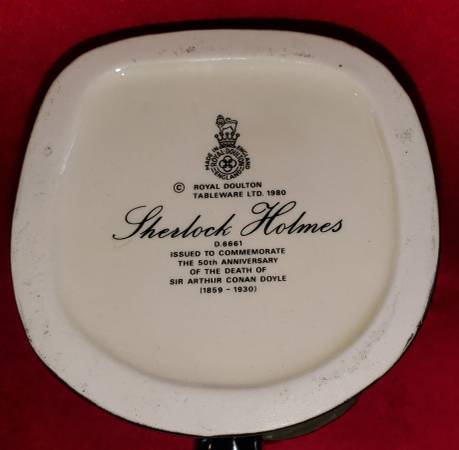 MADE IN ENGLAND
ROYAL DOULTON
ENGLAND
© ROYAL DOULTON
TABLEWARE LTD. 1980
Sherlock Holmes
D.6661
ISSUED TO COMMEMORATE
THE 50th ANNIVERSARY
OF THE DEATH OF
SIR ARTHUR CONAN DOYLE
(1859 - 1930)